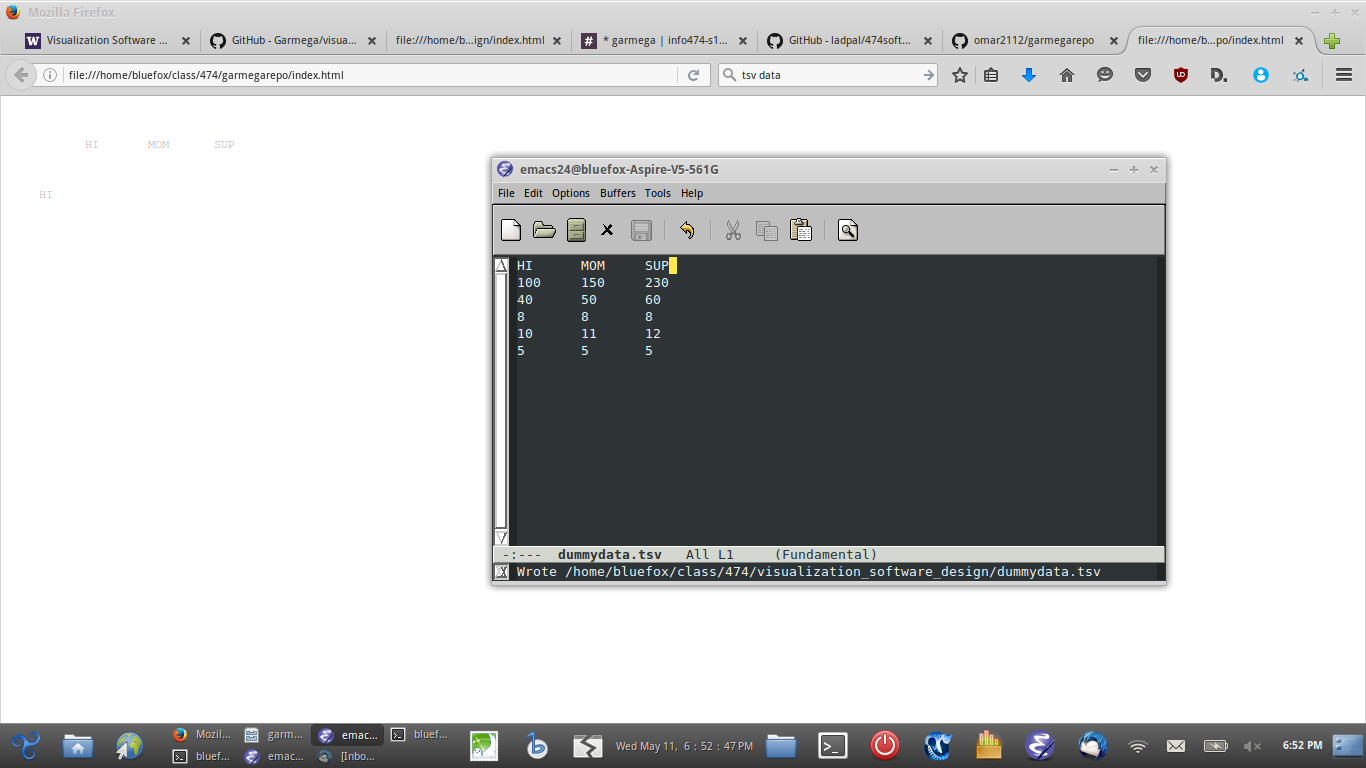 Mozilla Firefox
Visualization Software ...
GitHub - Garmega/visua...
file:///home/b...ign/index.html
* garmega | info474-s1...
GitHub - ladpal/474soft...
omar2112/garmegarepo
file:///home/b...po/index.html
file:///home/bluefox/class/474/garmegarepo/index.html
tsv data
D.
HI MOM SUP
HI
emacs24@bluefox-Aspire-V5-561G
File Edit Options Buffers Tools Help
HI MOM SUP
100 150 230
40 50 60
8 8 8
10 11 12
5 5 5
-:--- dummydata.tsv All L1 (Fundamental)
Wrote /home/bluefox/class/474/visualization_software_design/dummydata.tsv
Mozil... garm... emac... bluef...
bluef... emac... [Inbo...
Wed May 11, 6 : 52 : 47 PM
6:52 PM